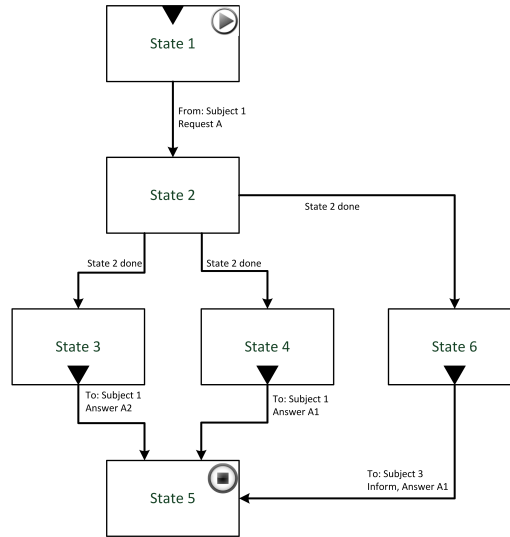 State 1
From: Subject 1
Request A
State 2
State 2 done
State 2 done
State 2 done
State 3
State 4
State 6
To: Subject 1
Answer A2
To: Subject 1
Answer A1
To: Subject 3
Inform, Answer A1
State 5